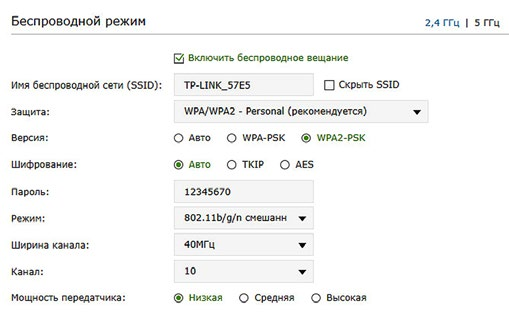 Беспроводной режим
2,4 ГГц | 5 ГГц
Включить беспроводное вещание
Имя беспроводной сети (SSID): TP-LINK_57E5 Скрыть SSID
Защита: WPA/WPA2 - Personal (рекомендуется)
Версия: Авто WPA-PSK WPA2-PSK
Шифрование: Авто TKIP AES
Пароль: 12345670
Режим: 802.11b/g/n смешанн
Ширина канала: 40МГц
Канал: 10
Мощность передатчика: Низкая Средняя Высокая